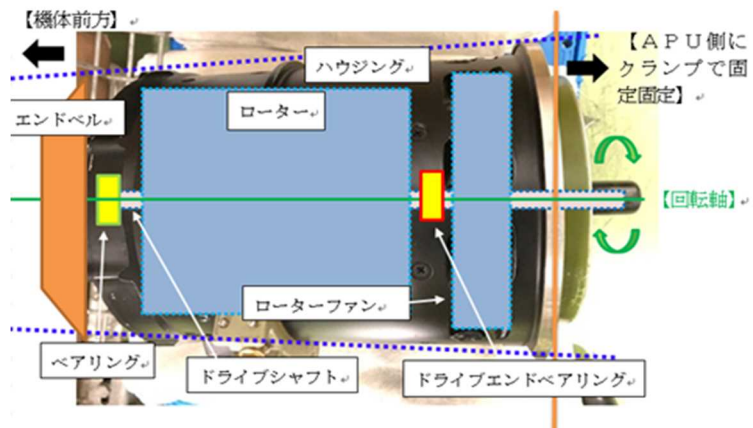 【機体前方】
【ＡＰＵ側に
クランプで固
定固定】
ハウジング
ローター
エンドベル
【回転軸】
ローターファン
ベアリング
ドライブシャフト
ドライブエンドベアリング